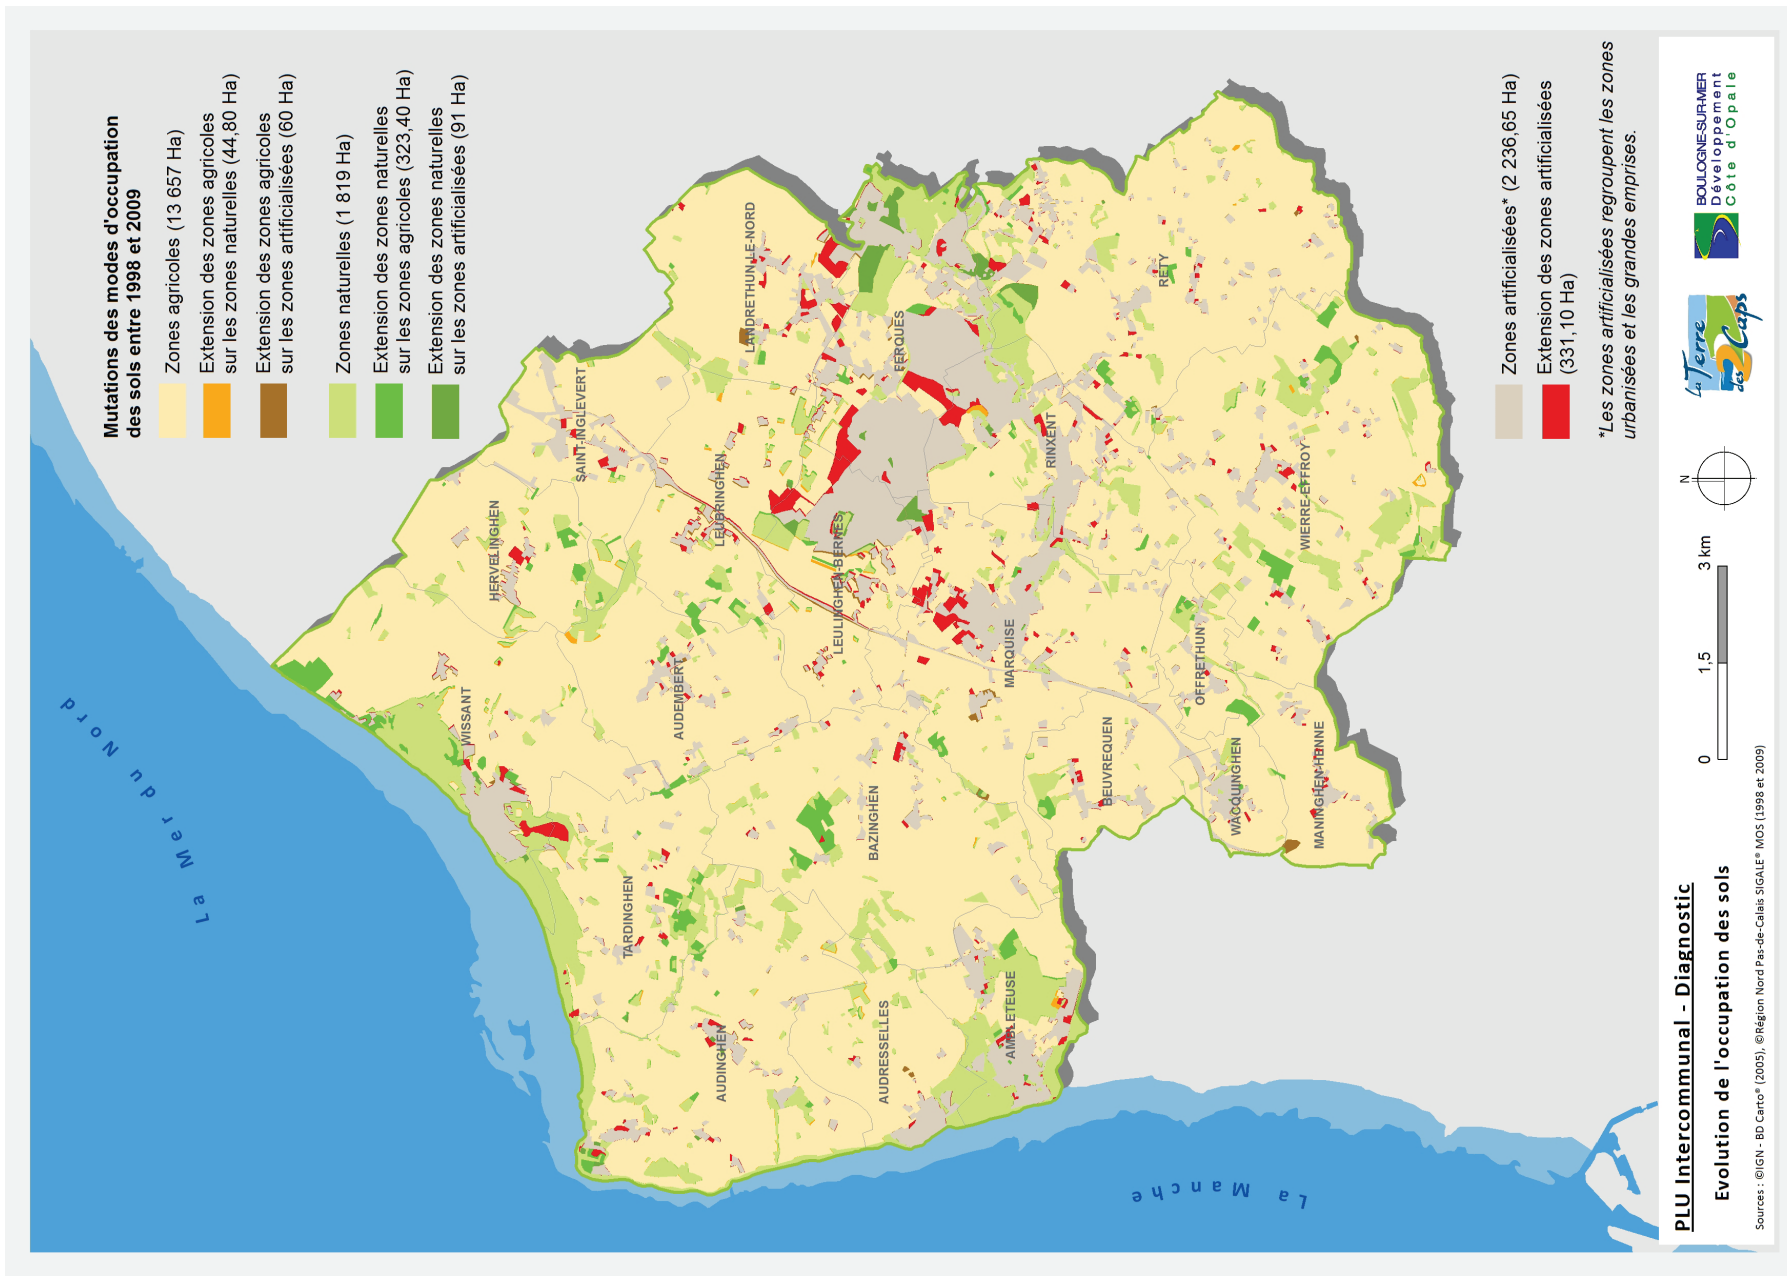 Mutations des modes d'occupation
des sols entre 1998 et 2009
Zones agricoles (13 657 Ha)
Extension des zones agricoles
sur les zones naturelles (44,80 Ha)
Extension des zones agricoles
sur les zones artificialisées (60 Ha)
Zones naturelles (1 819 Ha)
Extension des zones naturelles
sur les zones agricoles (323,40 Ha)
Extension des zones naturelles
sur les zones artificialisées (91 Ha)
Zones artificialisées* (2 236,65 Ha)
Extension des zones artificialisées
(331,10 Ha)
*Les zones artificialisées regroupent les zones
urbanisées et les grandes emprises.
La Mer du Nord
La Manche
HERVELINGHEN
SAINT-INGLEVERT
WISSANT
LEUBRINGHEN
LANDRETHUN-LE-NORD
AUDEMBERT
TARDINGHEN
AUDINGHEN
LEULINGHEN-BERNES
FERQUES
BAZINGHEN
AUDRESSELLES
MARQUISE
RINXENT
AMBLETEUSE
BEUVREQUEN
RETY
OFFRETHUN
WACQUINGHEN
WIERRE-EFFROY
MANINGHEN-HENNE
PLU Intercommunal - Diagnostic
Evolution de l'occupation des sols
Sources : ©IGN - BD Carto® (2005), ©Région Nord Pas-de-Calais SIGALE® MOS (1998 et 2009)
0 1,5 3 km
N
La Terre
des 2 Caps
BOULOGNE-SUR-MER
Développement
Côte d'Opale